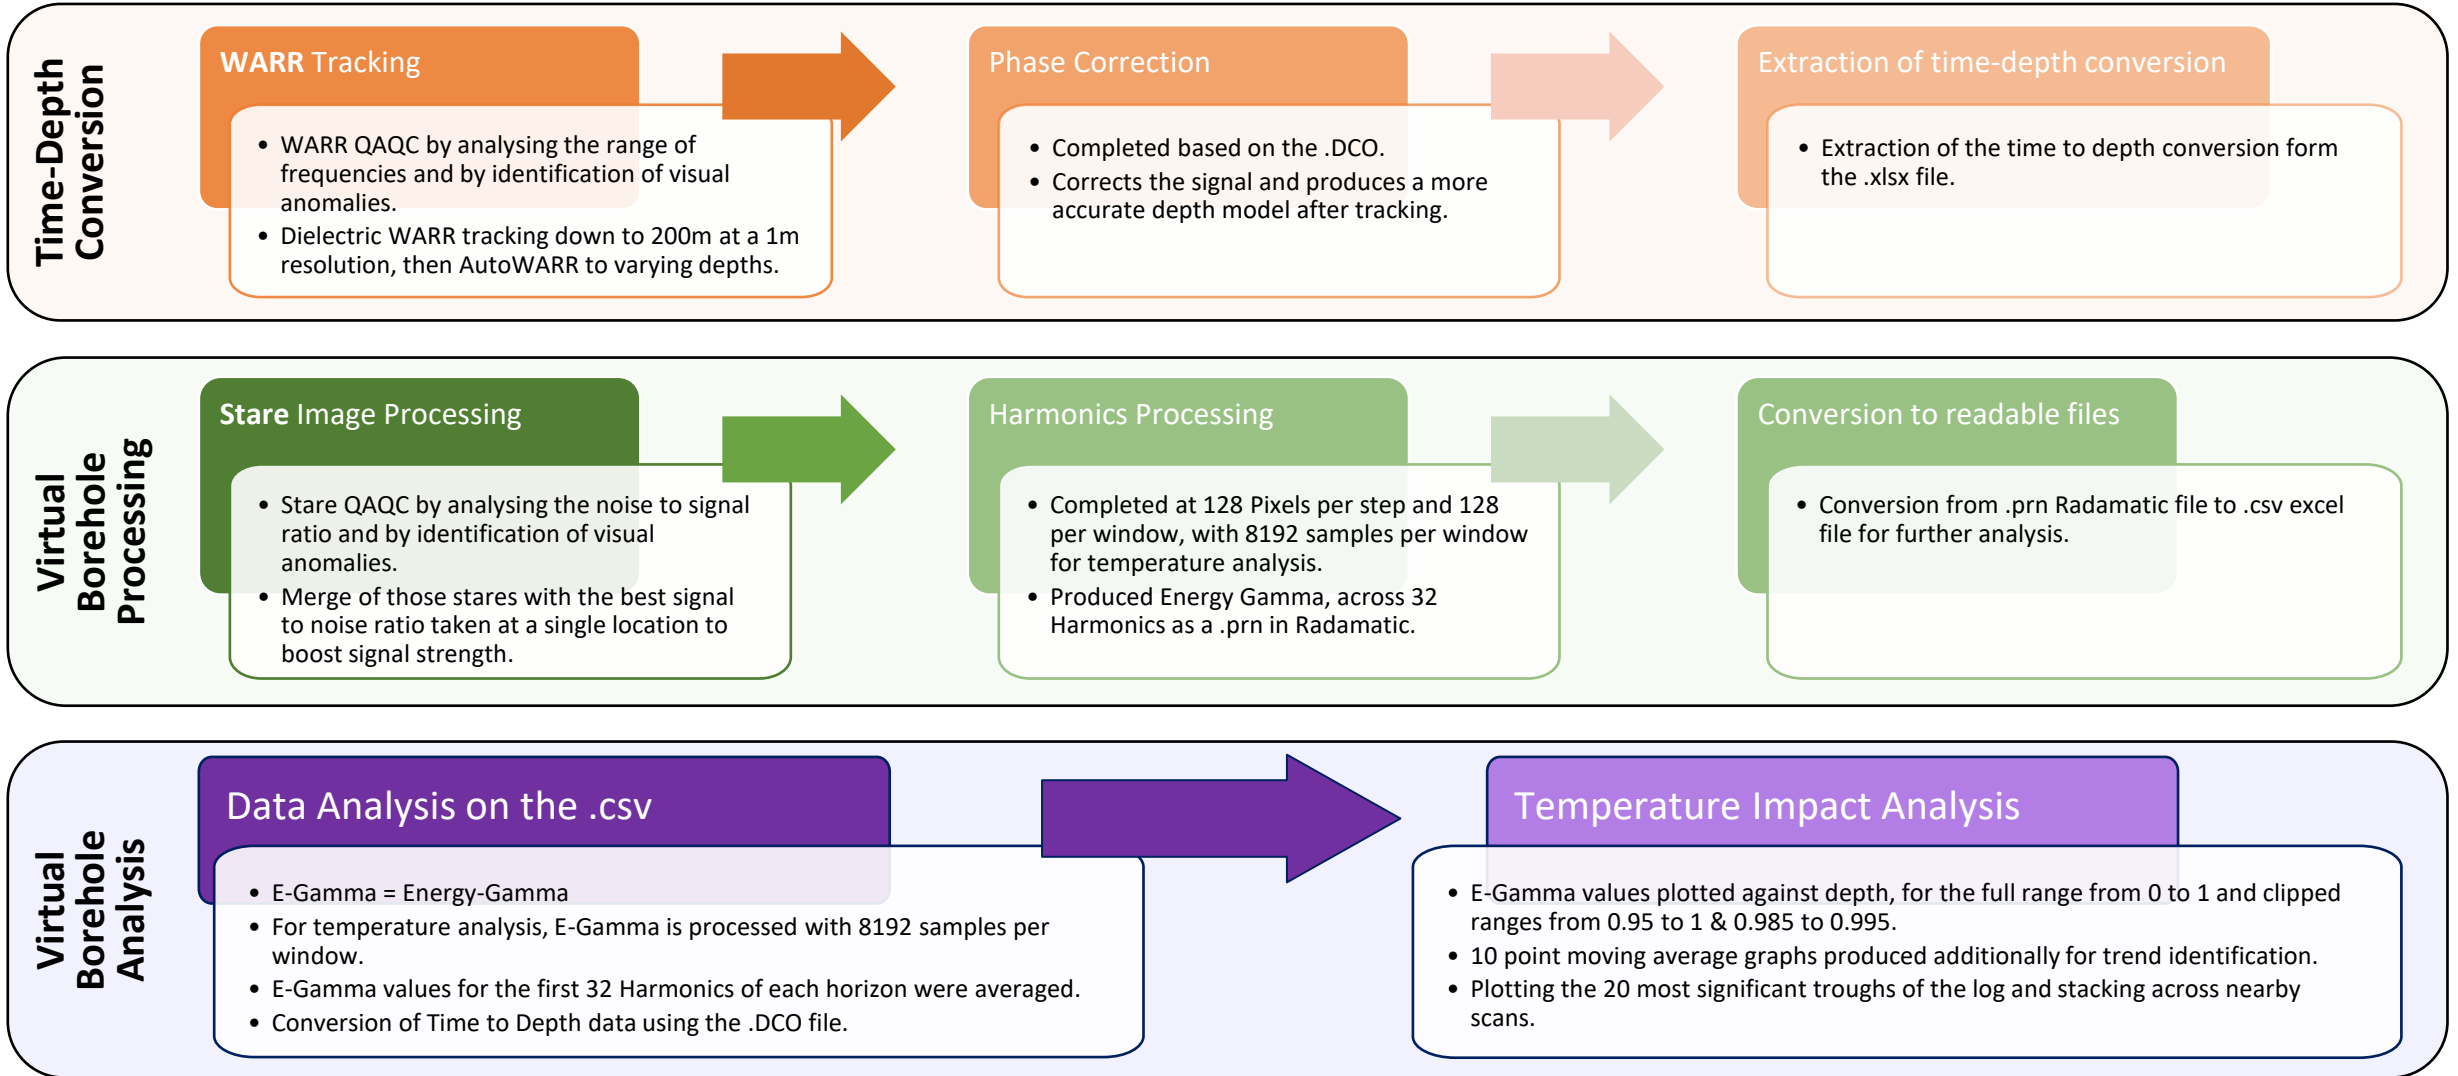 Time-Depth
Conversion
WARR Tracking
• WARR QAQC by analysing the range of
frequencies and by identification of visual
anomalies.
• Dielectric WARR tracking down to 200m at a 1m
resolution, then AutoWARR to varying depths.
Phase Correction
• Completed based on the .DCO.
• Corrects the signal and produces a more
accurate depth model after tracking.
Extraction of time-depth conversion
• Extraction of the time to depth conversion form
the .xlsx file.
Virtual
Borehole
Processing
Stare Image Processing
• Stare QAQC by analysing the noise to signal
ratio and by identification of visual
anomalies.
• Merge of those stares with the best signal
to noise ratio taken at a single location to
boost signal strength.
Harmonics Processing
• Completed at 128 Pixels per step and 128
per window, with 8192 samples per window
for temperature analysis.
• Produced Energy Gamma, across 32
Harmonics as a .prn in Radamatic.
Conversion to readable files
• Conversion from .prn Radamatic file to .csv excel
file for further analysis.
Virtual
Borehole
Analysis
Data Analysis on the .csv
• E-Gamma = Energy-Gamma
• For temperature analysis, E-Gamma is processed with 8192 samples per
window.
• E-Gamma values for the first 32 Harmonics of each horizon were averaged.
• Conversion of Time to Depth data using the .DCO file.
Temperature Impact Analysis
• E-Gamma values plotted against depth, for the full range from 0 to 1 and clipped
ranges from 0.95 to 1 & 0.985 to 0.995.
• 10 point moving average graphs produced additionally for trend identification.
• Plotting the 20 most significant troughs of the log and stacking across nearby
scans.